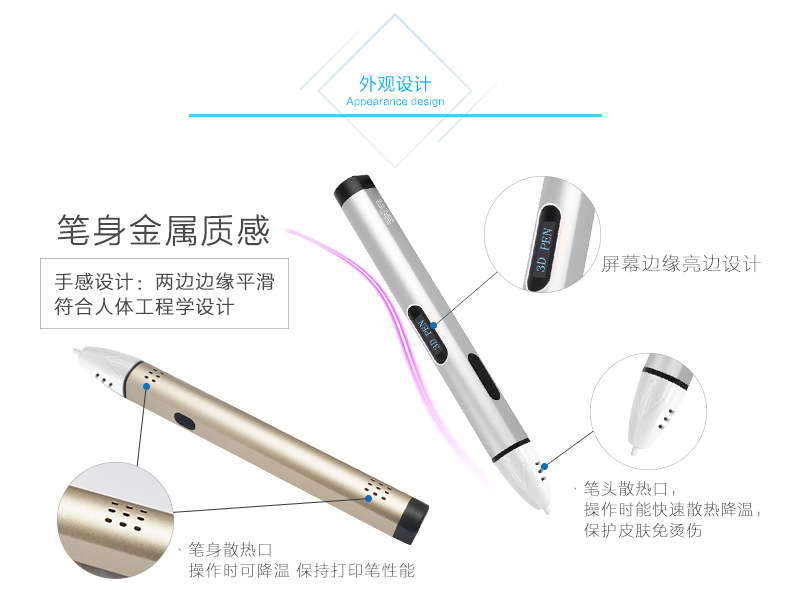 外观设计
Appearance design
笔身金属质感
手感设计：两边边缘平滑
符合人体工程学设计
3D PEN
屏幕边缘亮边设计
3D PEN
笔头散热口，
操作时能快速散热降温，
保护皮肤免烫伤
笔身散热口
操作时可降温 保持打印笔性能